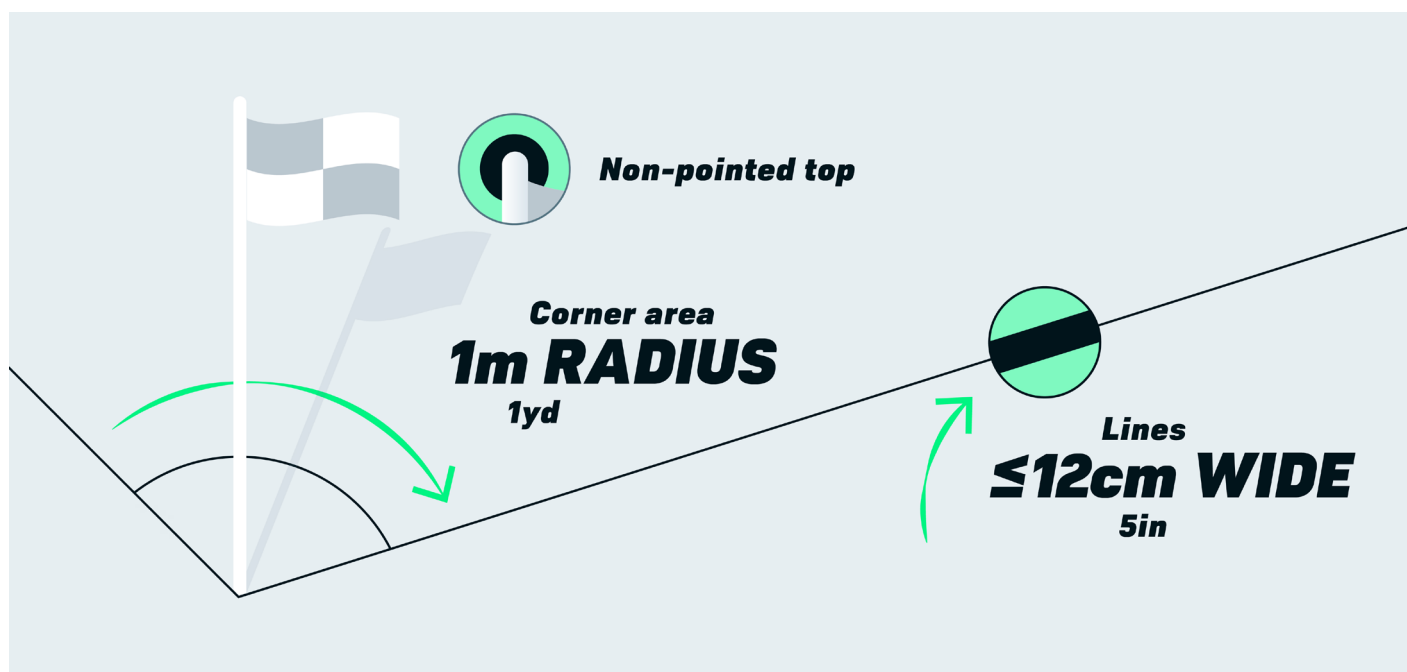 Non-pointed top
Corner area
1m RADIUS
1yd
Lines
≤12cm WIDE
5in